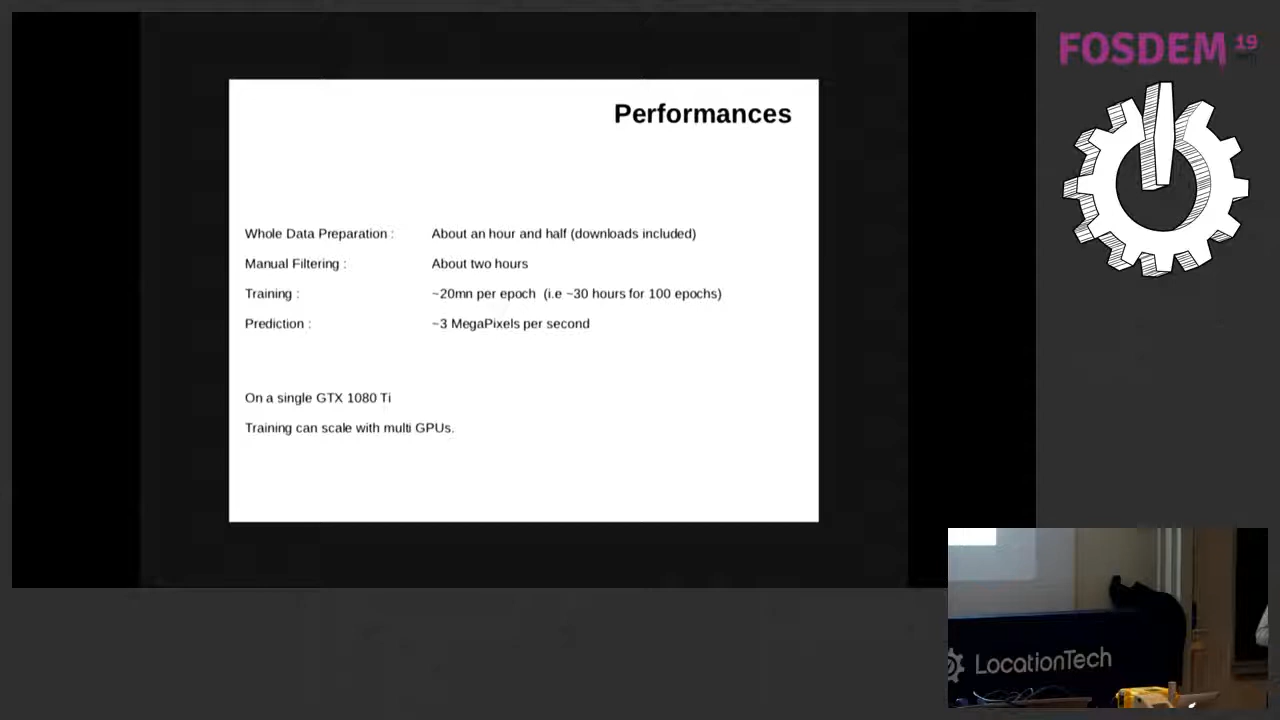 FOSDEM 19
Performances
Whole Data Preparation : About an hour and half (downloads included)
Manual Filtering : About two hours
Training : ~20mn per epoch (i.e ~30 hours for 100 epochs)
Prediction : ~3 MegaPixels per second
On a single GTX 1080 Ti
Training can scale with multi GPUs.
LocationTech